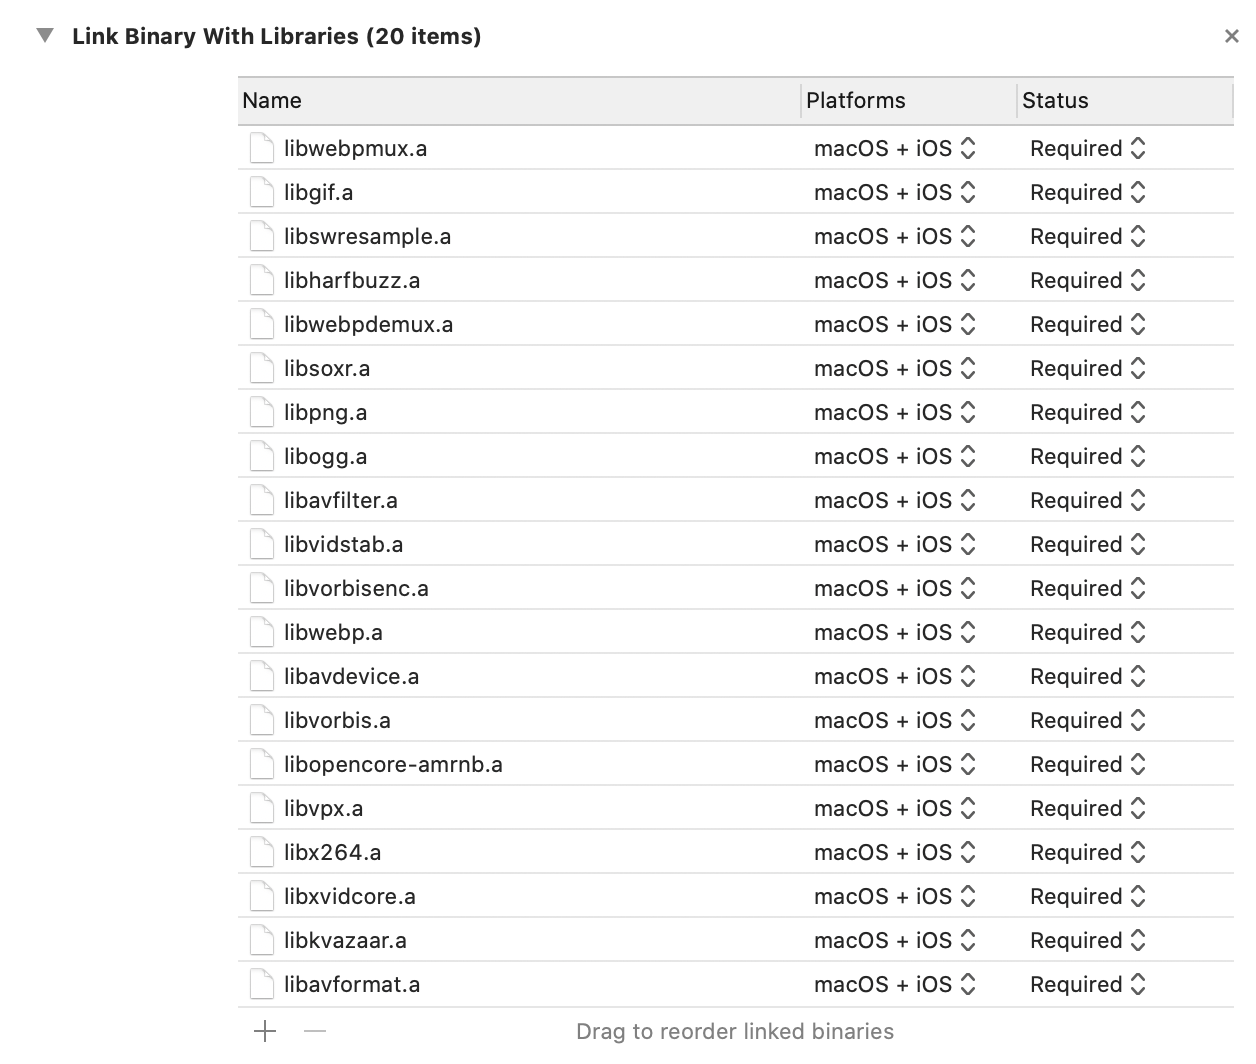 Link Binary With Libraries (20 items)
Name Platforms Status
libwebpmux.a macOS + iOS Required
libgif.a macOS + iOS Required
libswresample.a macOS + iOS Required
libharfbuzz.a macOS + iOS Required
libwebpdemux.a macOS + iOS Required
libsoxr.a macOS + iOS Required
libpng.a macOS + iOS Required
libogg.a macOS + iOS Required
libavfilter.a macOS + iOS Required
libvidstab.a macOS + iOS Required
libvorbisenc.a macOS + iOS Required
libwebp.a macOS + iOS Required
libavdevice.a macOS + iOS Required
libvorbis.a macOS + iOS Required
libopencore-amrnb.a macOS + iOS Required
libvpx.a macOS + iOS Required
libx264.a macOS + iOS Required
libxvidcore.a macOS + iOS Required
libkvazaar.a macOS + iOS Required
libavformat.a macOS + iOS Required
Drag to reorder linked binaries